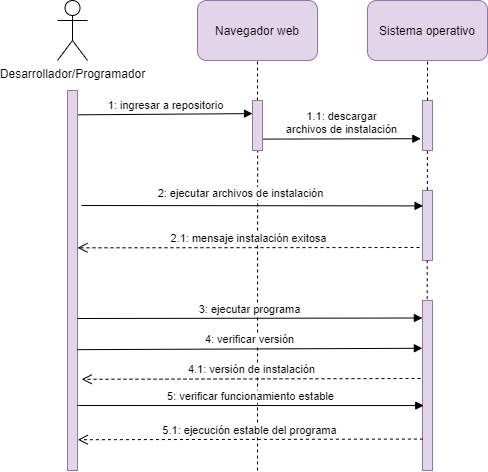 Navegador web
Sistema operativo
Desarrollador/Programador
1: ingresar a repositorio
1.1: descargar
archivos de instalación
2: ejecutar archivos de instalación
2.1: mensaje instalación exitosa
3: ejecutar programa
4: verificar versión
4.1: versión de instalación
5: verificar funcionamiento estable
5.1: ejecución estable del programa